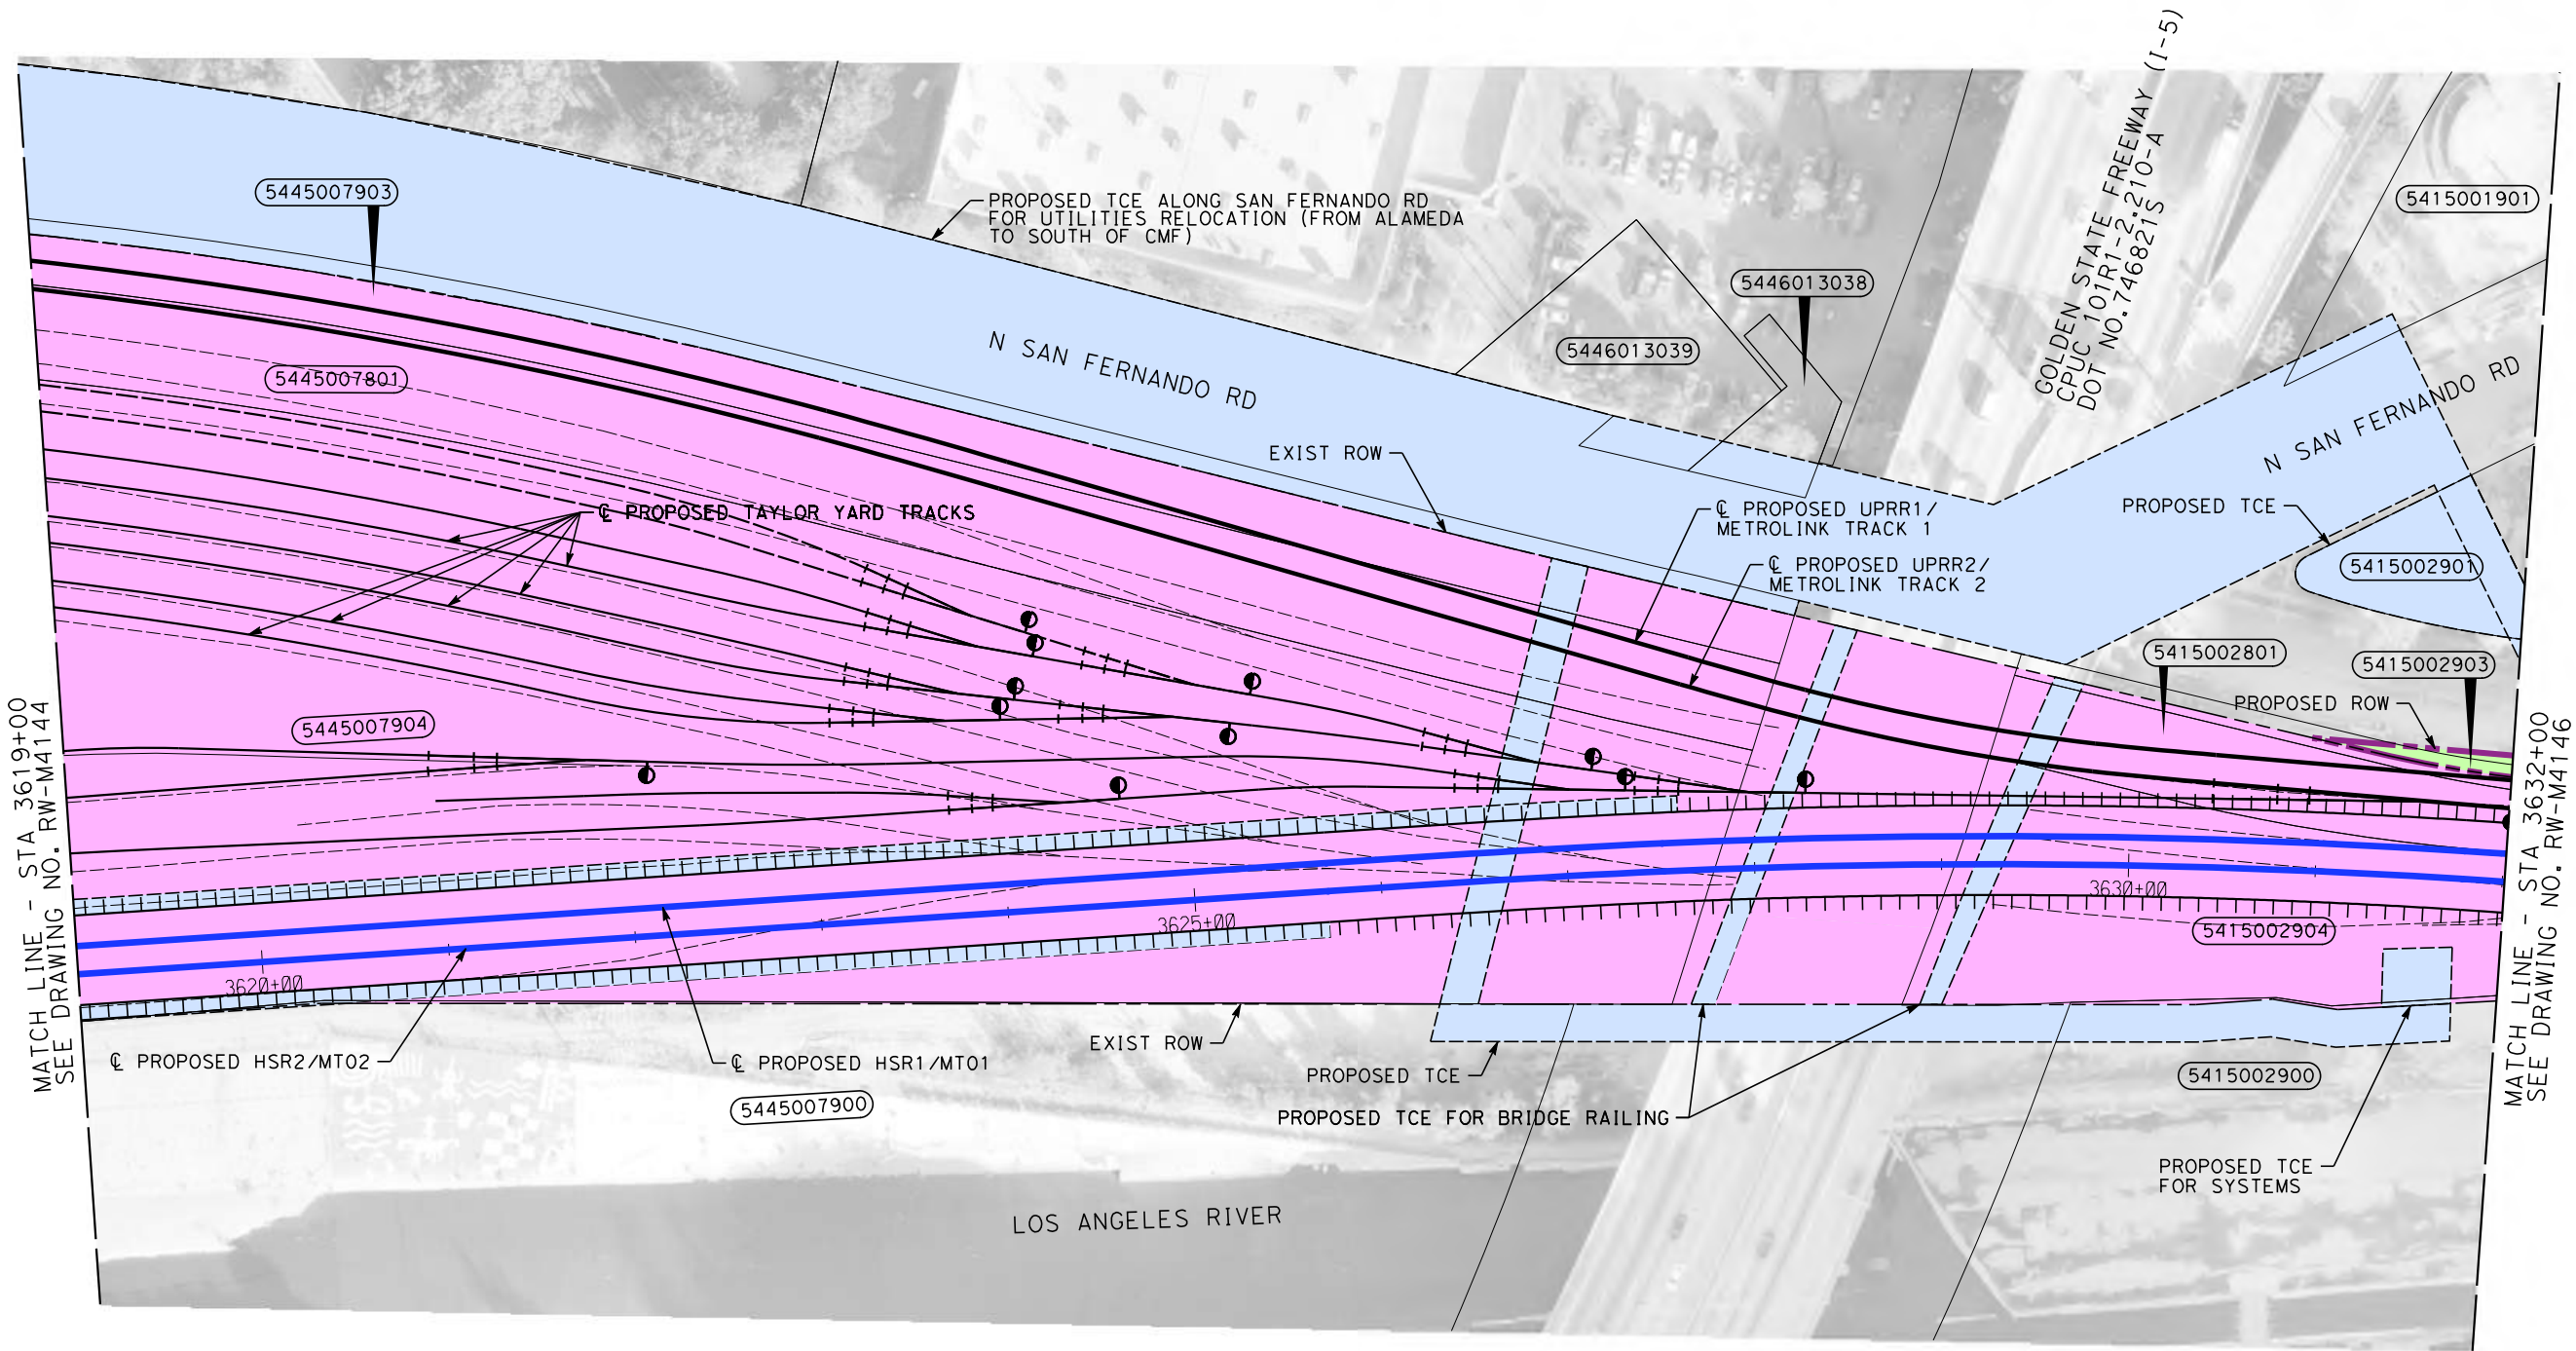 GOLDEN STATE FREEWAY (I-5)
CPUC 101R1-2.210-A
DOT NO.746821S
5445007903
PROPOSED TCE ALONG SAN FERNANDO RD
FOR UTILITIES RELOCATION (FROM ALAMEDA
TO SOUTH OF CMF)
5415001901
5446013038
5446013039
N SAN FERNANDO RD
5445007801
N SAN FERNANDO RD
EXIST ROW
℄ PROPOSED TAYLOR YARD TRACKS
℄ PROPOSED UPRR1/
METROLINK TRACK 1
℄ PROPOSED UPRR2/
METROLINK TRACK 2
PROPOSED TCE
5415002901
5415002801
5415002903
PROPOSED ROW
5445007904
MATCH LINE - STA 3619+00
SEE DRAWING NO. RW-M4144
MATCH LINE - STA 3632+00
SEE DRAWING NO. RW-M4146
3620+00
3625+00
3630+00
5415002904
℄ PROPOSED HSR2/MT02
℄ PROPOSED HSR1/MT01
EXIST ROW
PROPOSED TCE
5415002900
5445007900
PROPOSED TCE FOR BRIDGE RAILING
PROPOSED TCE
FOR SYSTEMS
LOS ANGELES RIVER